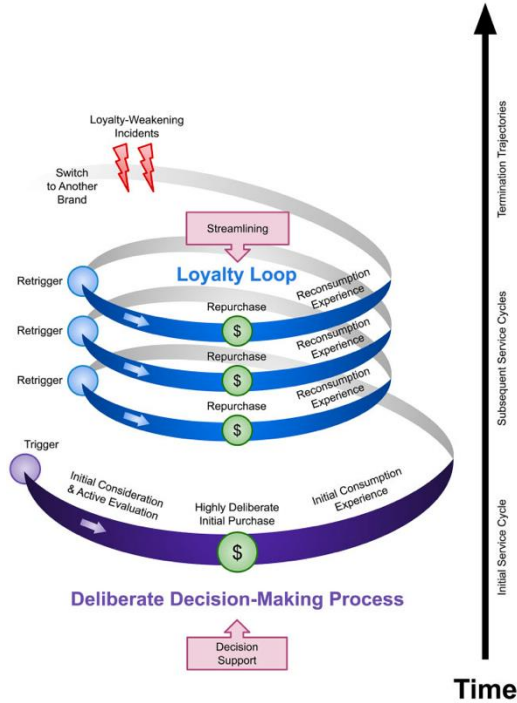 Loyalty-Weakening
Incidents
Switch
to Another
Brand
Streamlining
Loyalty Loop
Retrigger
Repurchase
$
Reconsumption
Experience
Retrigger
Repurchase
$
Reconsumption
Experience
Retrigger
Repurchase
$
Reconsumption
Experience
Trigger
Initial Consideration
& Active Evaluation
Highly Deliberate
Initial Purchase
$
Initial Consumption
Experience
Deliberate Decision-Making Process
Decision
Support
Termination Trajectories
Subsequent Service Cycles
Initial Service Cycle
Time